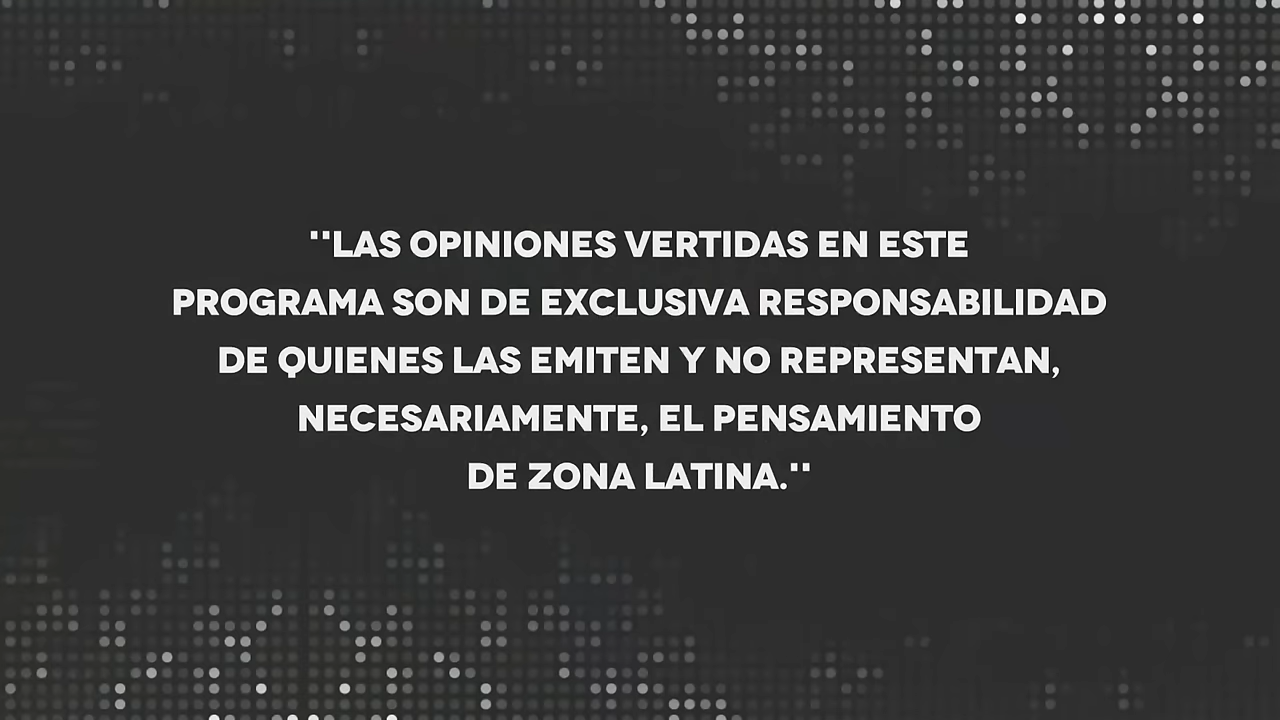 "LAS OPINIONES VERTIDAS EN ESTE
PROGRAMA SON DE EXCLUSIVA RESPONSABILIDAD
DE QUIENES LAS EMITEN Y NO REPRESENTAN,
NECESARIAMENTE, EL PENSAMIENTO
DE ZONA LATINA."